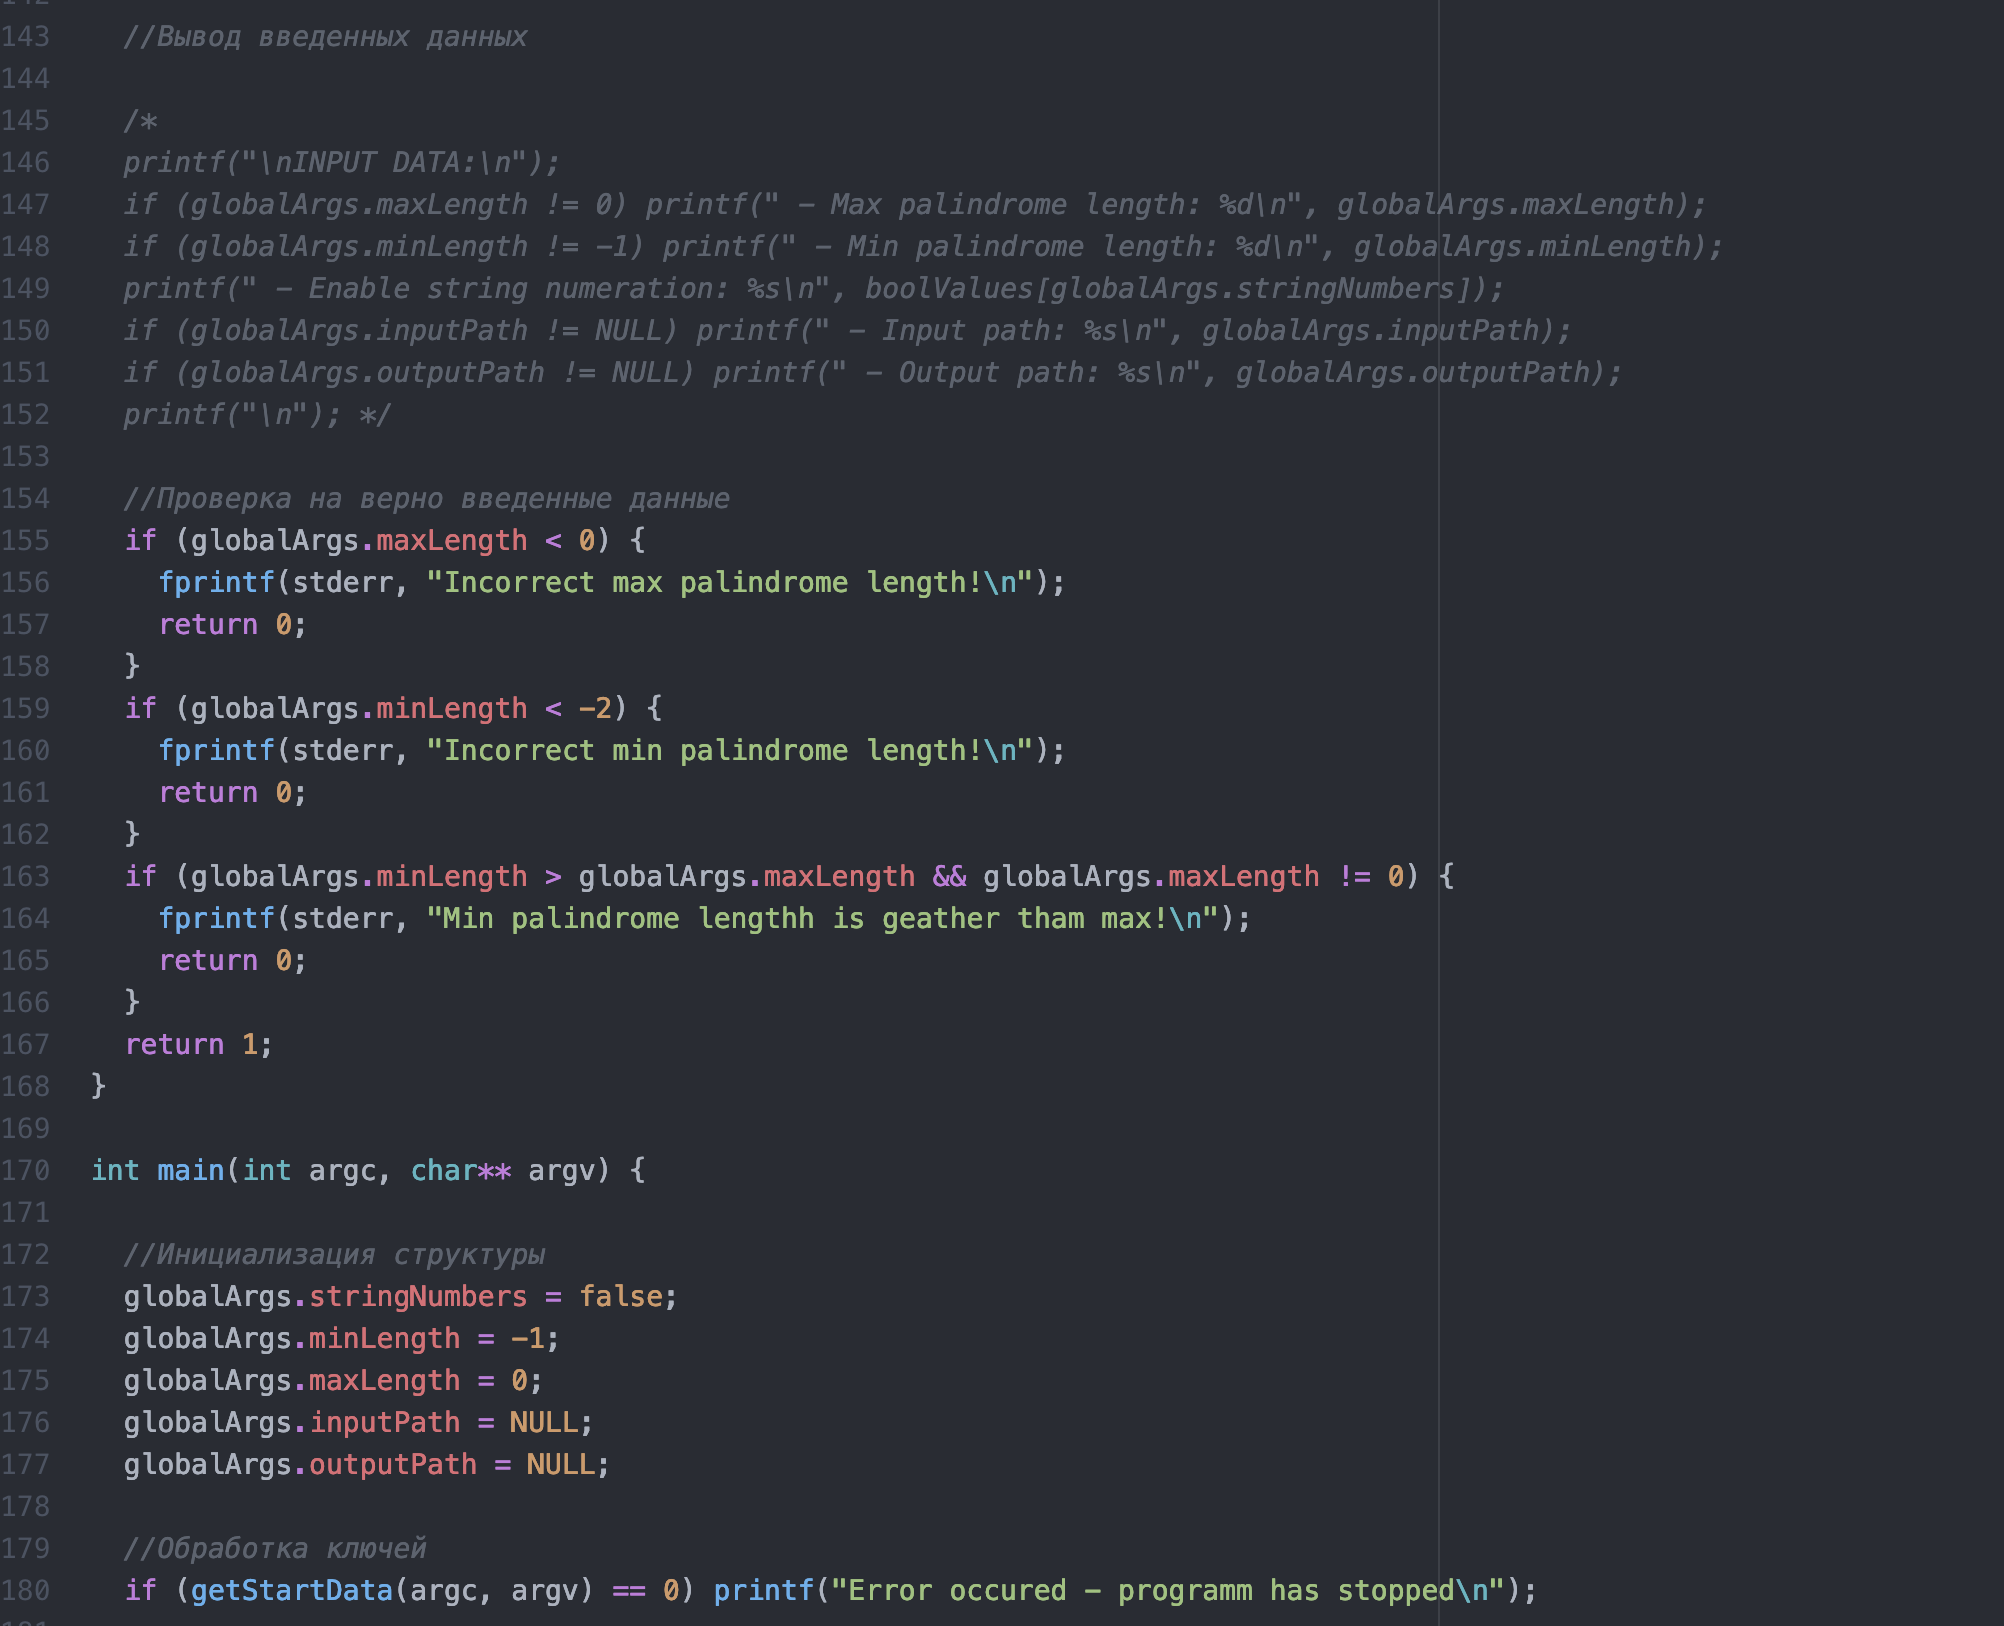 143 //Вывод введенных данных
144
145 /*
146 printf("\nINPUT DATA:\n");
147 if (globalArgs.maxLength != 0) printf(" – Max palindrome length: %d\n", globalArgs.maxLength);
148 if (globalArgs.minLength != –1) printf(" – Min palindrome length: %d\n", globalArgs.minLength);
149 printf(" – Enable string numeration: %s\n", boolValues[globalArgs.stringNumbers]);
150 if (globalArgs.inputPath != NULL) printf(" – Input path: %s\n", globalArgs.inputPath);
151 if (globalArgs.outputPath != NULL) printf(" – Output path: %s\n", globalArgs.outputPath);
152 printf("\n"); */
153
154 //Проверка на верно введенные данные
155 if (globalArgs.maxLength < 0) {
156 fprintf(stderr, "Incorrect max palindrome length!\n");
157 return 0;
158 }
159 if (globalArgs.minLength < –2) {
160 fprintf(stderr, "Incorrect min palindrome length!\n");
161 return 0;
162 }
163 if (globalArgs.minLength > globalArgs.maxLength && globalArgs.maxLength != 0) {
164 fprintf(stderr, "Min palindrome lengthh is geather tham max!\n");
165 return 0;
166 }
167 return 1;
168 }
169
170 int main(int argc, char** argv) {
171
172 //Инициализация структуры
173 globalArgs.stringNumbers = false;
174 globalArgs.minLength = –1;
175 globalArgs.maxLength = 0;
176 globalArgs.inputPath = NULL;
177 globalArgs.outputPath = NULL;
178
179 //Обработка ключей
180 if (getStartData(argc, argv) == 0) printf("Error occured – programm has stopped\n");